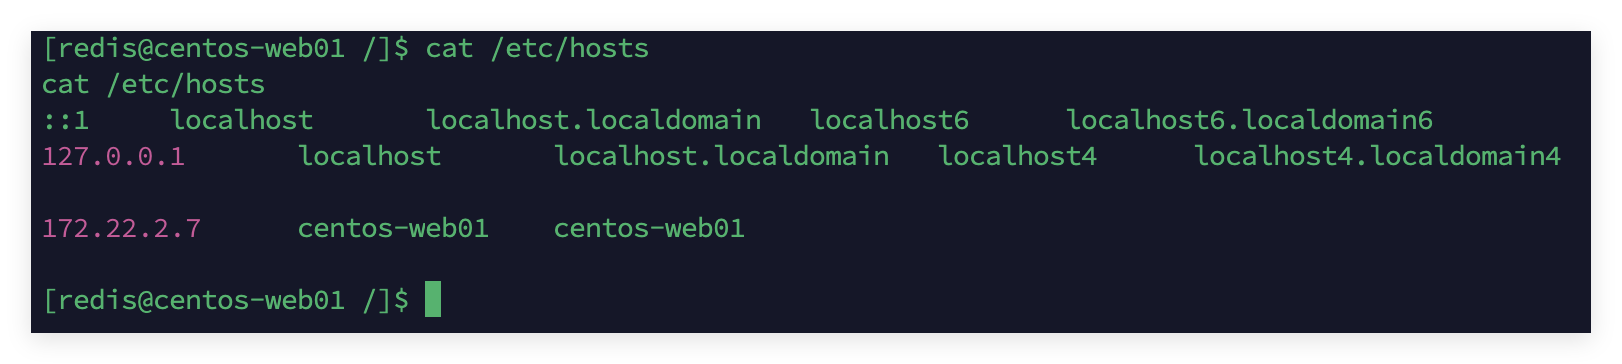 [redis@centos-web01 /]$ cat /etc/hosts
cat /etc/hosts
::1     localhost       localhost.localdomain   localhost6      localhost6.localdomain6
127.0.0.1       localhost       localhost.localdomain   localhost4      localhost4.localdomain4
172.22.2.7      centos-web01    centos-web01
[redis@centos-web01 /]$